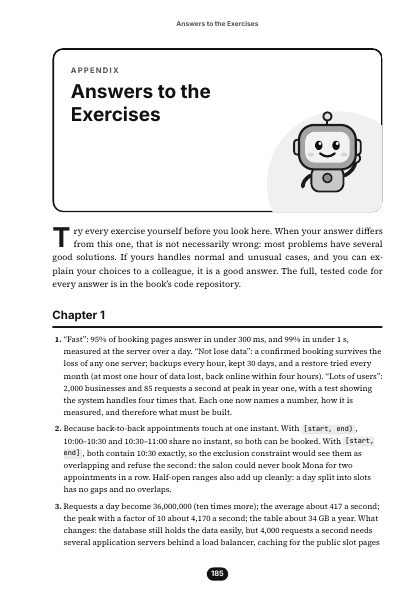 Answers to the Exercises
APPENDIX
Answers to the
Exercises
Try every exercise yourself before you look here. When your answer differs
from this one, that is not necessarily wrong: most problems have several
good solutions. If yours handles normal and unusual cases, and you can ex-
plain your choices to a colleague, it is a good answer. The full, tested code for
every answer is in the book's code repository.
Chapter 1
1. “Fast”: 95% of booking pages answer in under 300 ms, and 99% in under 1 s,
measured at the server over a day. “Not lose data”: a confirmed booking survives the
loss of any one server; backups every hour, kept 30 days, and a restore tried every
month (at most one hour of data lost, back online within four hours). “Lots of users”:
2,000 businesses and 85 requests a second at peak in year one, with a test showing
the system handles four times that. Each one now names a number, how it is
measured, and therefore what must be built.
2. Because back-to-back appointments touch at one instant. With [start, end),
10:00–10:30 and 10:30–11:00 share no instant, so both can be booked. With [start,
end], both contain 10:30 exactly, so the exclusion constraint would see them as
overlapping and refuse the second: the salon could never book Mona for two
appointments in a row. Half-open ranges also add up cleanly: a day split into slots
has no gaps and no overlaps.
3. Requests a day become 36,000,000 (ten times more); the average about 417 a second;
the peak with a factor of 10 about 4,170 a second; the table about 34 GB a year. What
changes: the database still holds the data easily, but 4,000 requests a second needs
several application servers behind a load balancer, caching for the public slot pages
185